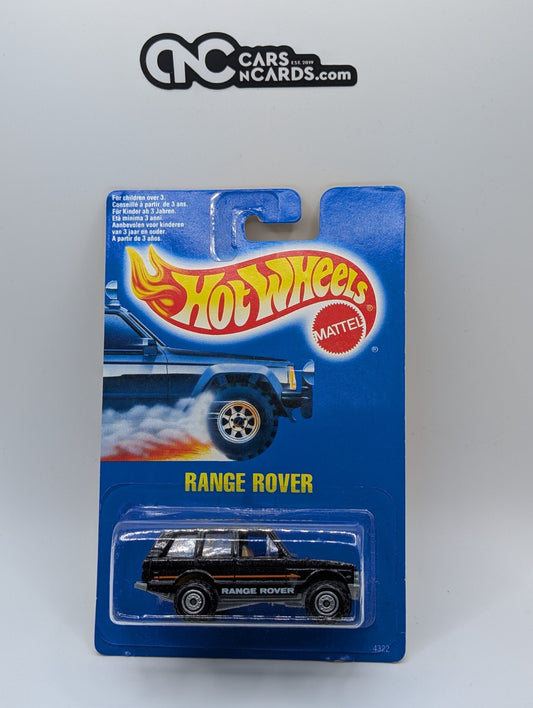 CNC CARS
EST. 2019
NCARDS.com
For children over 3.
Conseillé à partir de 3 ans.
Für Kinder ab 3 Jahren.
Età minima 3 anni.
Aanbevolen voor kinderen
van 3 jaar en ouder.
A partir de 3 años.
HOT WHEELS
®
MATTEL
®
RANGE ROVER
RANGE ROVER
4322